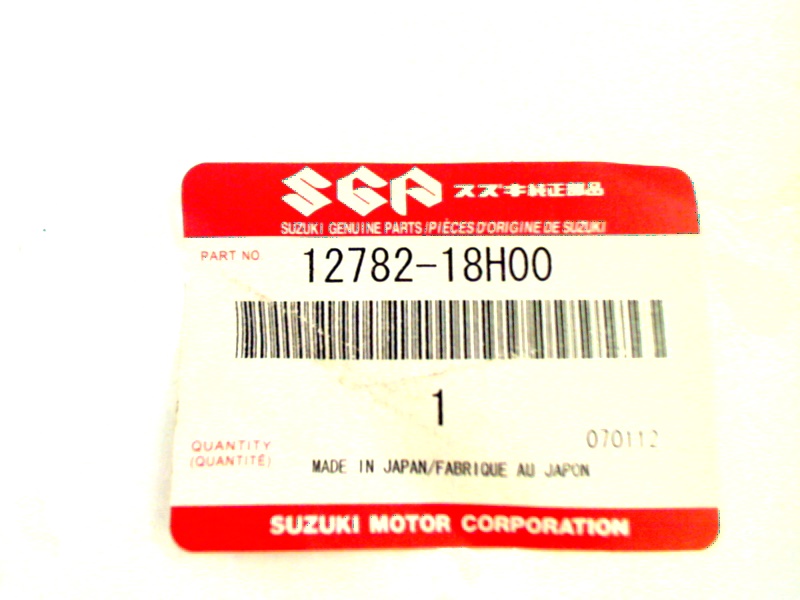 SGP スズキ純正部品
SUZUKI GENUINE PARTS/PIÈCES D'ORIGINE DE SUZUKI
PART NO. 12782-18H00
1
070112
QUANTITY
(QUANTITÉ)
MADE IN JAPAN/FABRIQUE AU JAPON
SUZUKI MOTOR CORPORATION